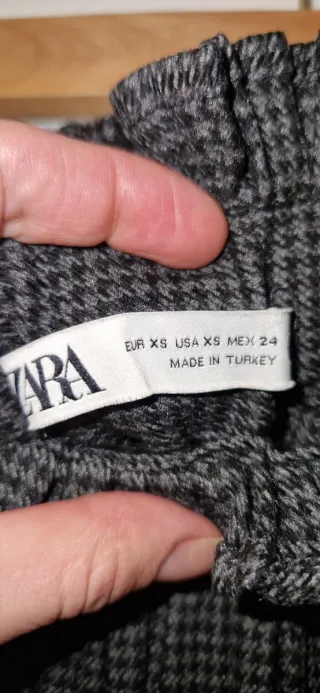 ZARA
EUR XS USA XS MEX 24
MADE IN TURKEY